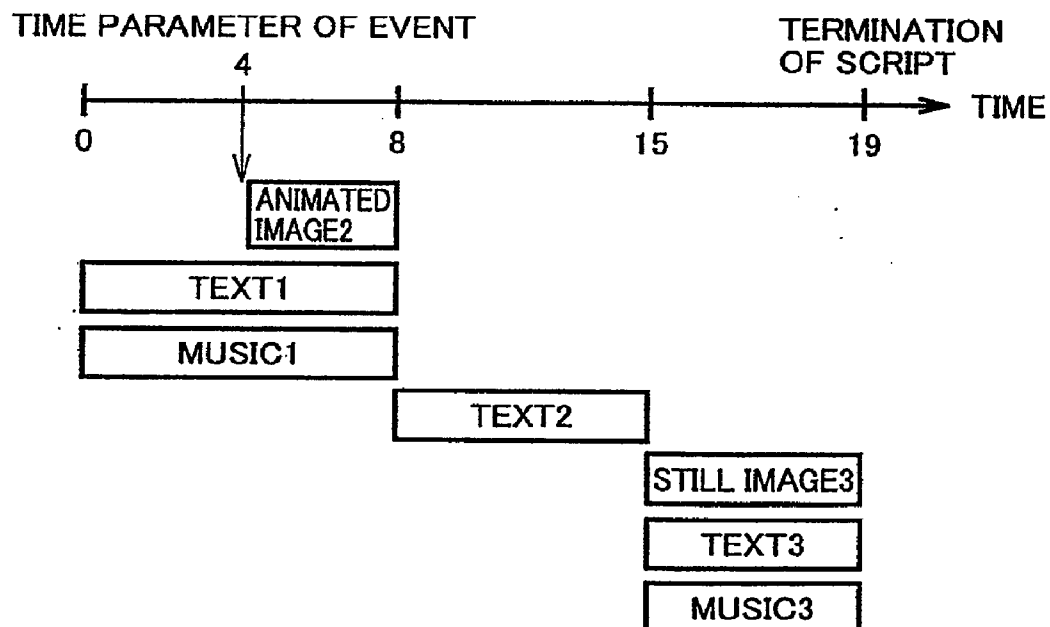 TIME PARAMETER OF EVENT
TERMINATION
OF SCRIPT
4
TIME
0
8
15
19
ANIMATED
IMAGE2
TEXT1
MUSIC1
TEXT2
STILL IMAGE3
TEXT3
MUSIC3